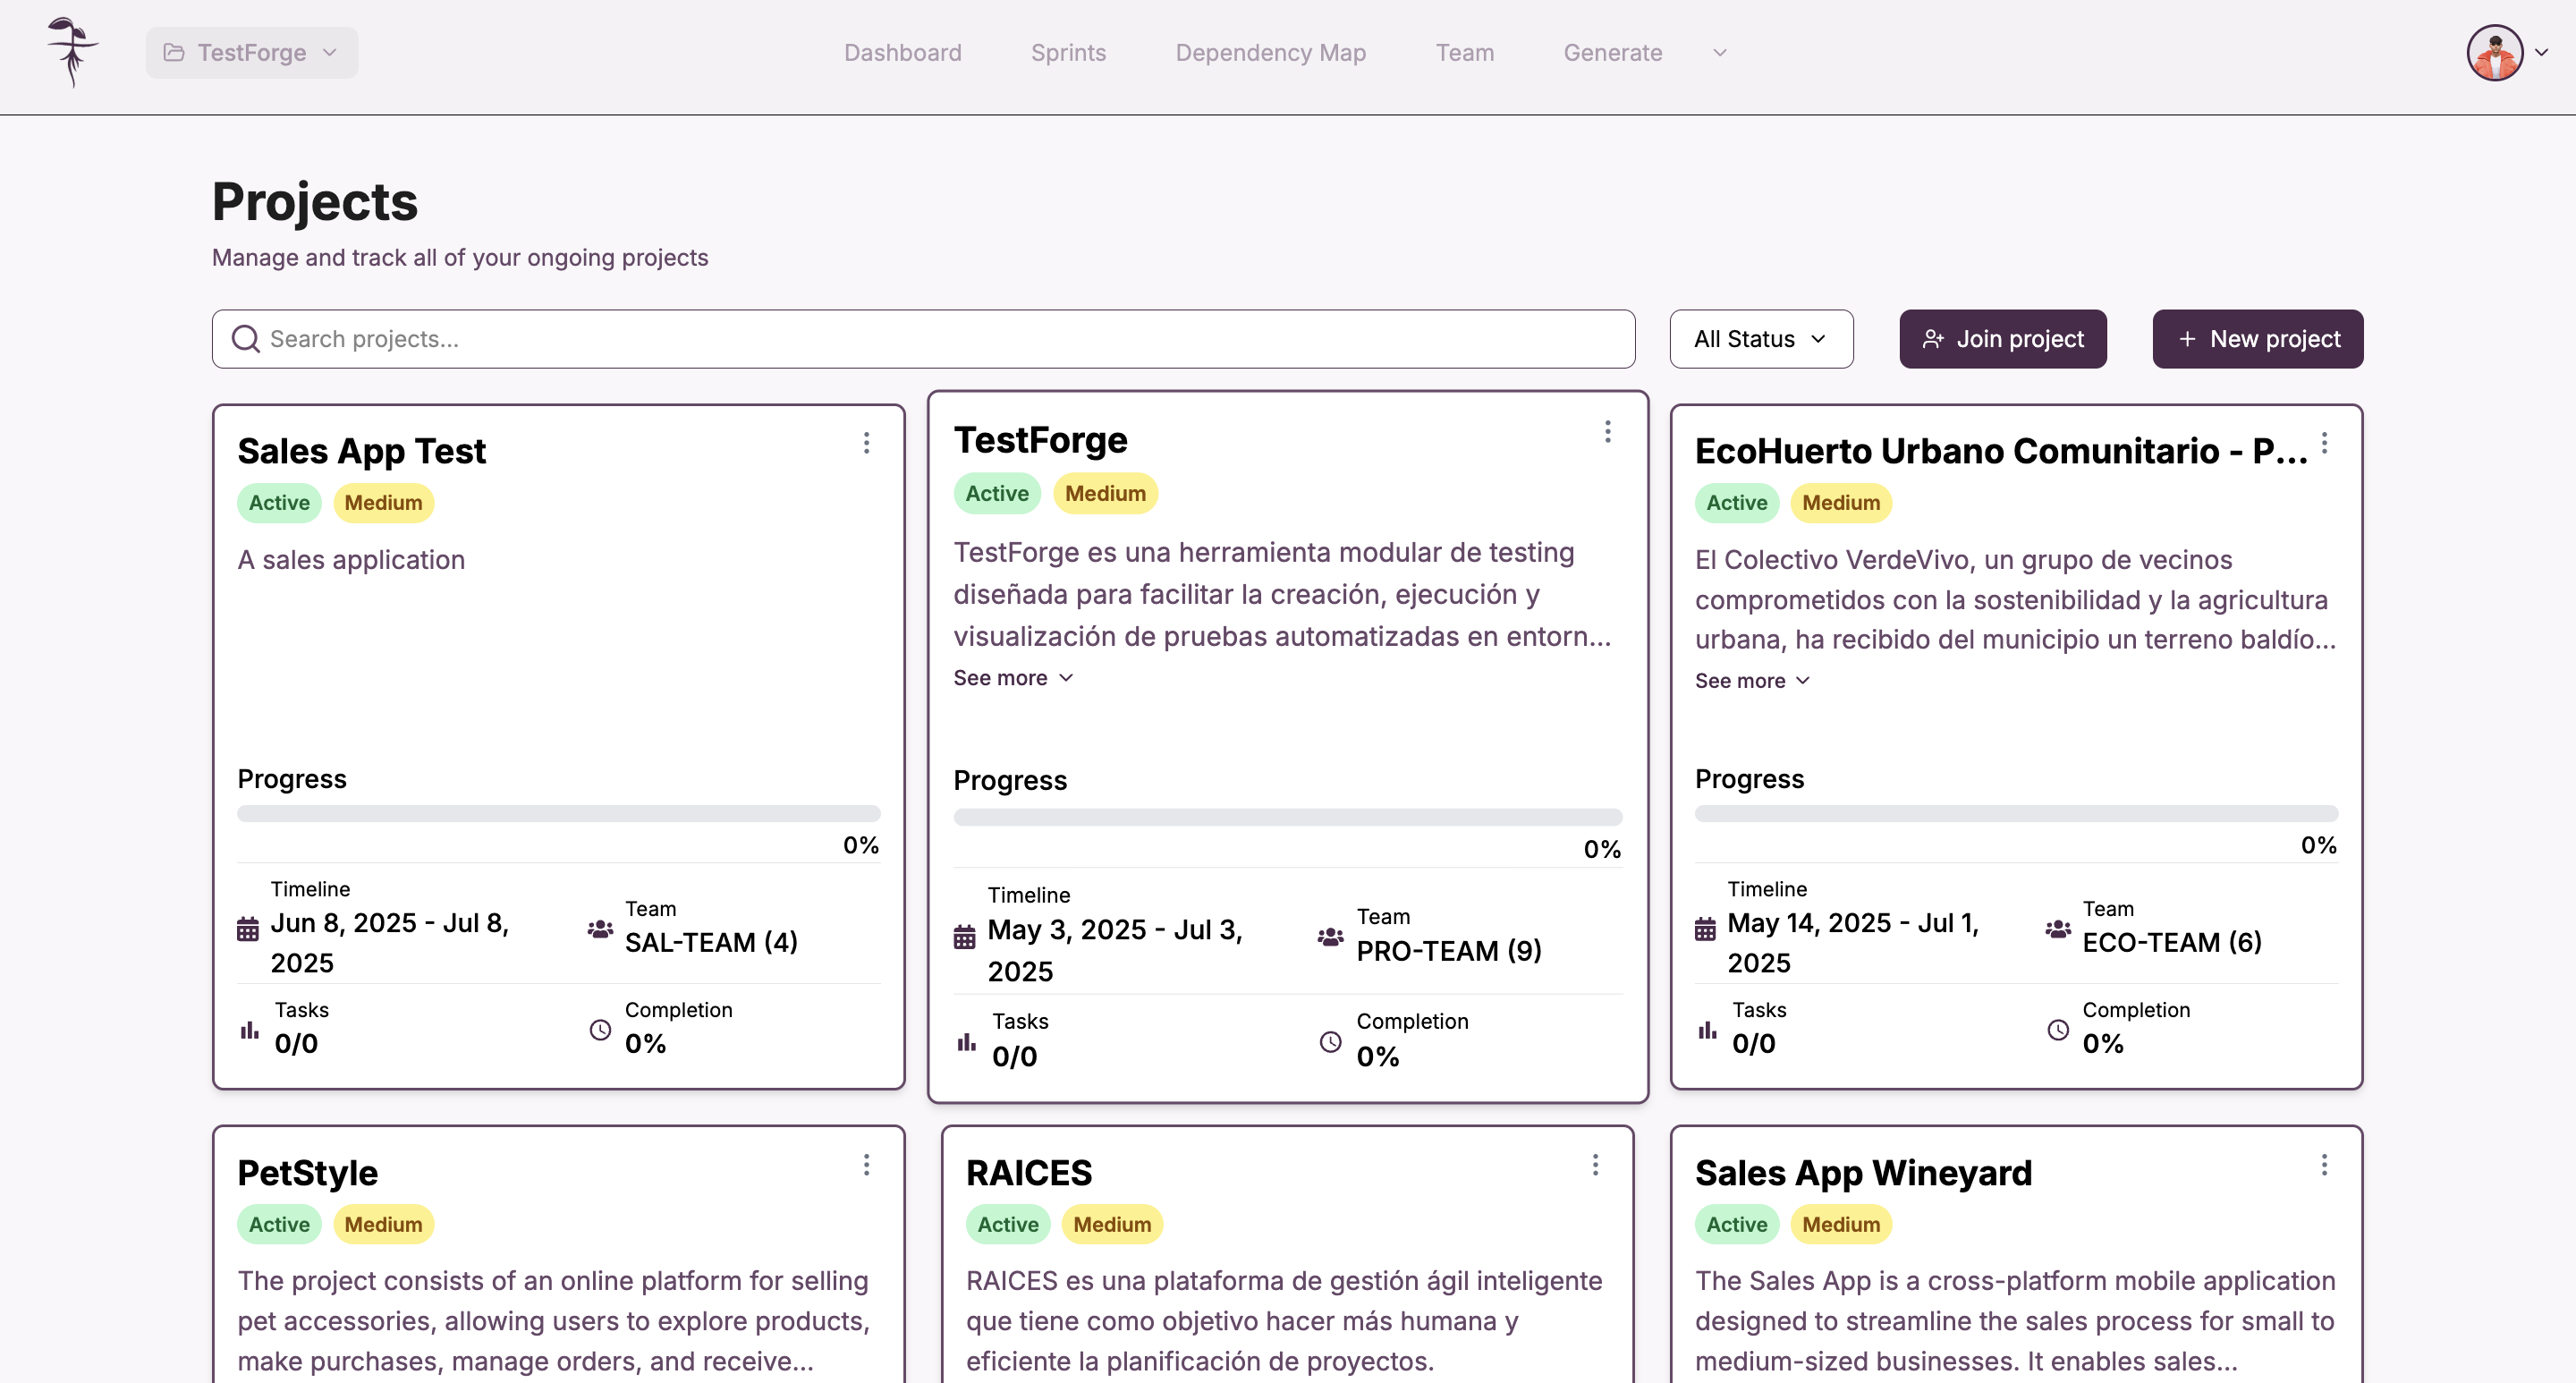 TestForge
Dashboard
Sprints
Dependency Map
Team
Generate
Projects
Manage and track all of your ongoing projects
Search projects...
All Status
Join project
New project
Sales App Test
Active
Medium
A sales application
Progress
0%
Timeline
Jun 8, 2025 - Jul 8,
2025
Team
SAL-TEAM (4)
Tasks
0/0
Completion
0%
TestForge
Active
Medium
TestForge es una herramienta modular de testing
diseñada para facilitar la creación, ejecución y
visualización de pruebas automatizadas en entorn...
See more
Progress
0%
Timeline
May 3, 2025 - Jul 3,
2025
Team
PRO-TEAM (9)
Tasks
0/0
Completion
0%
EcoHuerto Urbano Comunitario - P...
Active
Medium
El Colectivo VerdeVivo, un grupo de vecinos
comprometidos con la sostenibilidad y la agricultura
urbana, ha recibido del municipio un terreno baldío...
See more
Progress
0%
Timeline
May 14, 2025 - Jul 1,
2025
Team
ECO-TEAM (6)
Tasks
0/0
Completion
0%
PetStyle
Active
Medium
The project consists of an online platform for selling
pet accessories, allowing users to explore products,
make purchases, manage orders, and receive...
RAICES
Active
Medium
RAICES es una plataforma de gestión ágil inteligente
que tiene como objetivo hacer más humana y
eficiente la planificación de proyectos.
Sales App Wineyard
Active
Medium
The Sales App is a cross-platform mobile application
designed to streamline the sales process for small to
medium-sized businesses. It enables sales...